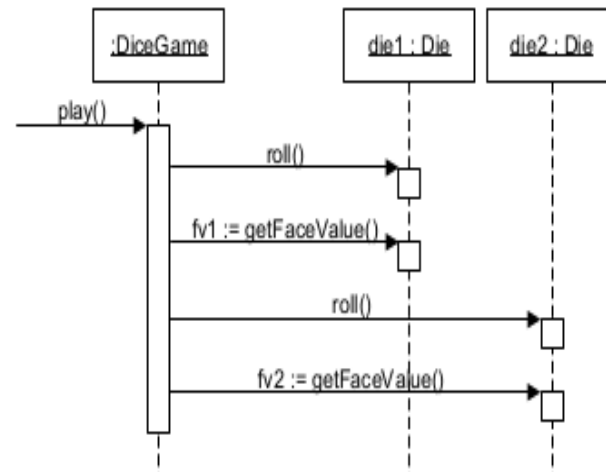 :DiceGame
die1 : Die
die2 : Die
play()
roll()
fv1 := getFaceValue()
roll()
fv2 := getFaceValue()